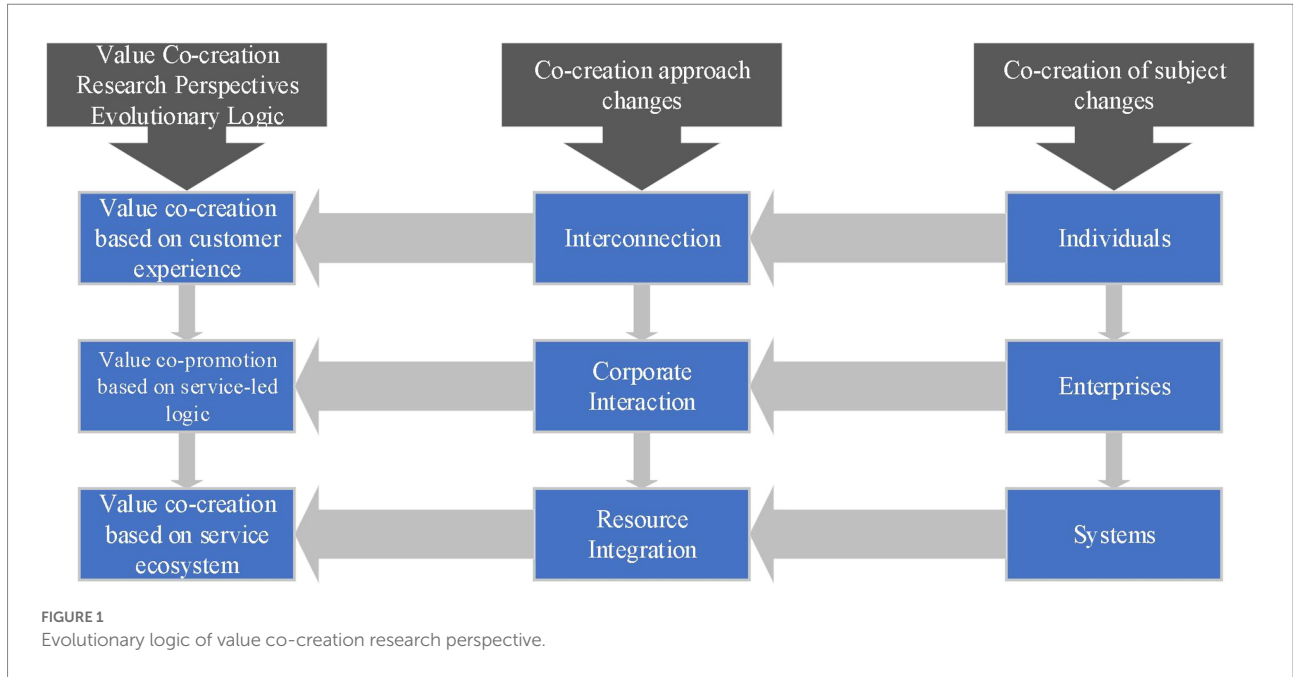 Value Co-creation
Research Perspectives
Evolutionary Logic
Co-creation approach
changes
Co-creation of subject
changes
Value co-creation
based on customer
experience
Interconnection
Individuals
Value co-promotion
based on service-led
logic
Corporate
Interaction
Enterprises
Value co-creation
based on service
ecosystem
Resource
Integration
Systems
FIGURE 1
Evolutionary logic of value co-creation research perspective.